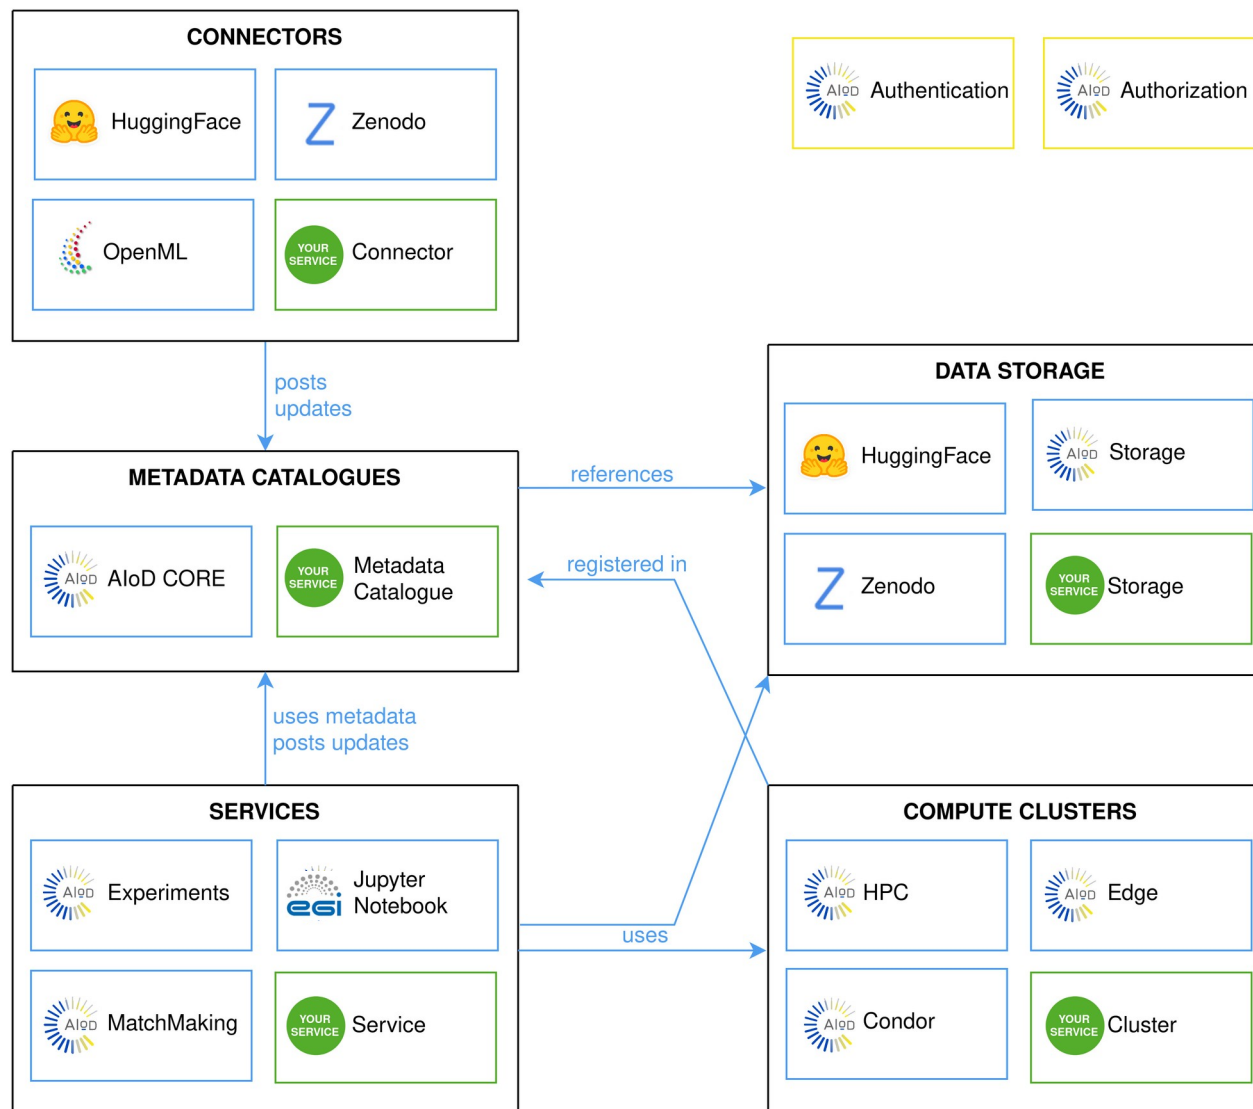 CONNECTORS
HuggingFace
Zenodo
OpenML
YOUR
SERVICE
Connector
AIoD
Authentication
AIoD
Authorization
posts
updates
METADATA CATALOGUES
AIoD
AIoD CORE
YOUR
SERVICE
Metadata
Catalogue
references
registered in
DATA STORAGE
HuggingFace
AIoD
Storage
Zenodo
YOUR
SERVICE
Storage
uses metadata
posts updates
SERVICES
AIoD
Experiments
eGi
Jupyter
Notebook
AIoD
MatchMaking
YOUR
SERVICE
Service
uses
COMPUTE CLUSTERS
AIoD
HPC
AIoD
Edge
AIoD
Condor
YOUR
SERVICE
Cluster